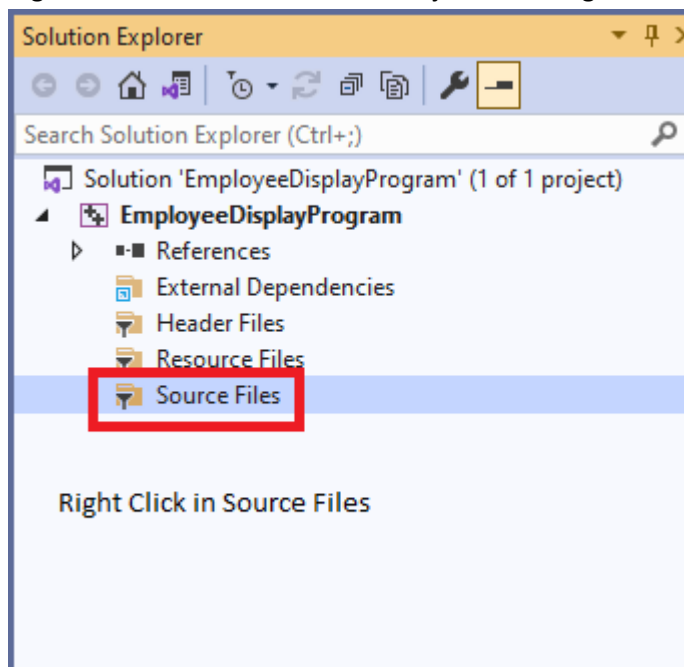 Solution Explorer
Search Solution Explorer (Ctrl+;)
Solution 'EmployeeDisplayProgram' (1 of 1 project)
EmployeeDisplayProgram
References
External Dependencies
Header Files
Resource Files
Source Files
Right Click in Source Files